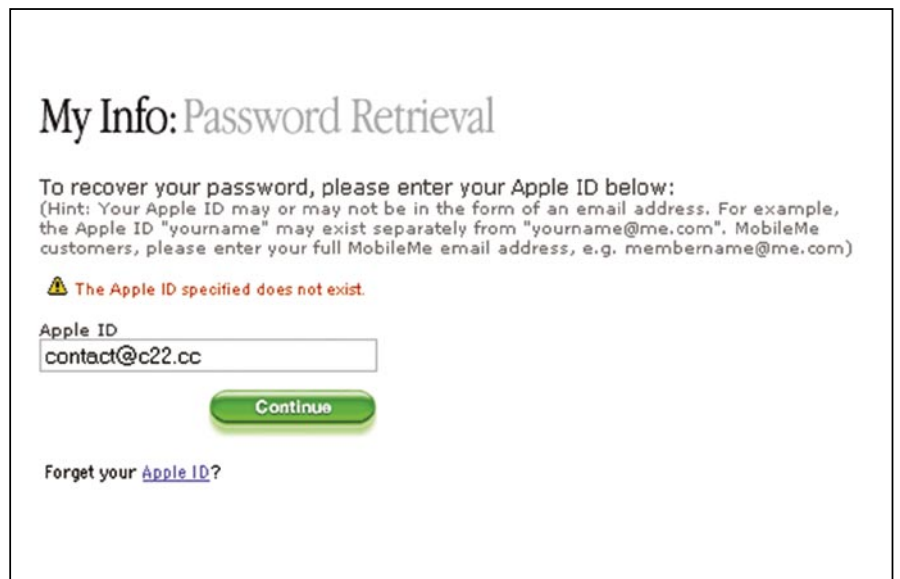 My Info: Password Retrieval
To recover your password, please enter your Apple ID below:
(Hint: Your Apple ID may or may not be in the form of an email address. For example,
the Apple ID "yourname" may exist separately from "yourname@me.com". MobileMe
customers, please enter your full MobileMe email address, e.g. membername@me.com)
The Apple ID specified does not exist.
Apple ID
contact@c22.cc
Continue
Forget your Apple ID?